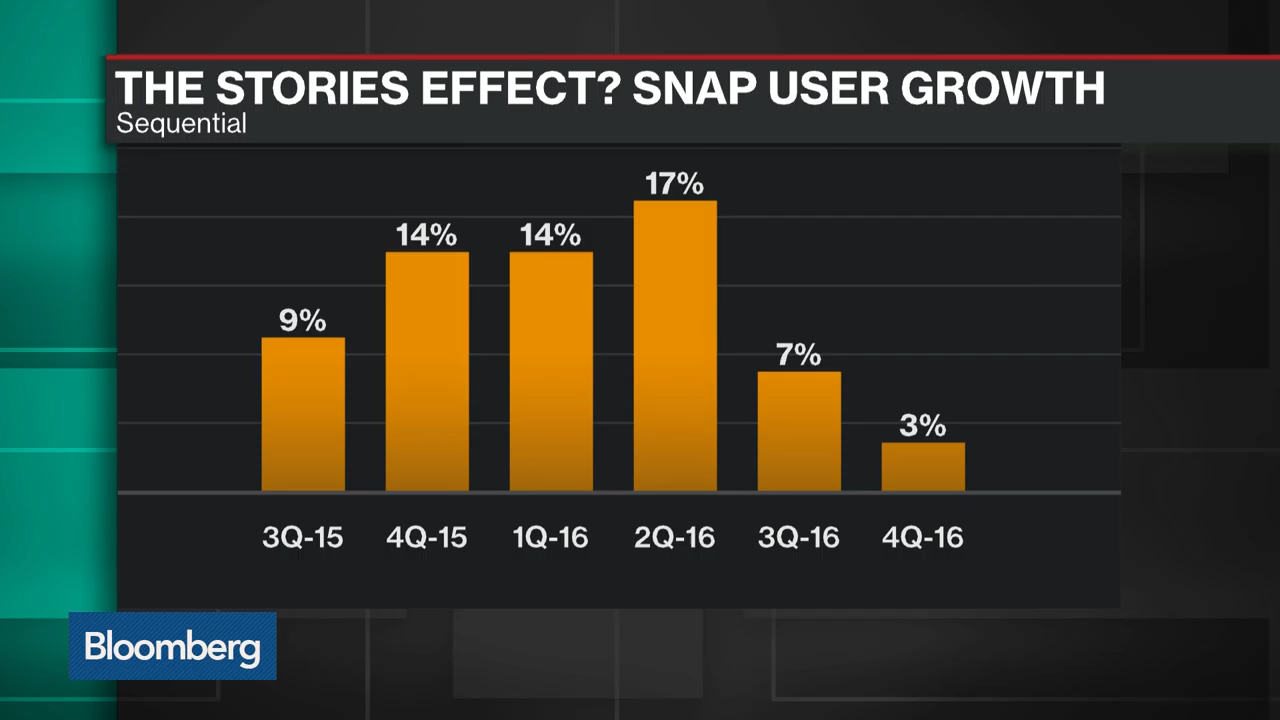 THE STORIES EFFECT? SNAP USER GROWTH
Sequential
9%
14%
14%
17%
7%
3%
3Q-15
4Q-15
1Q-16
2Q-16
3Q-16
4Q-16
Bloomberg